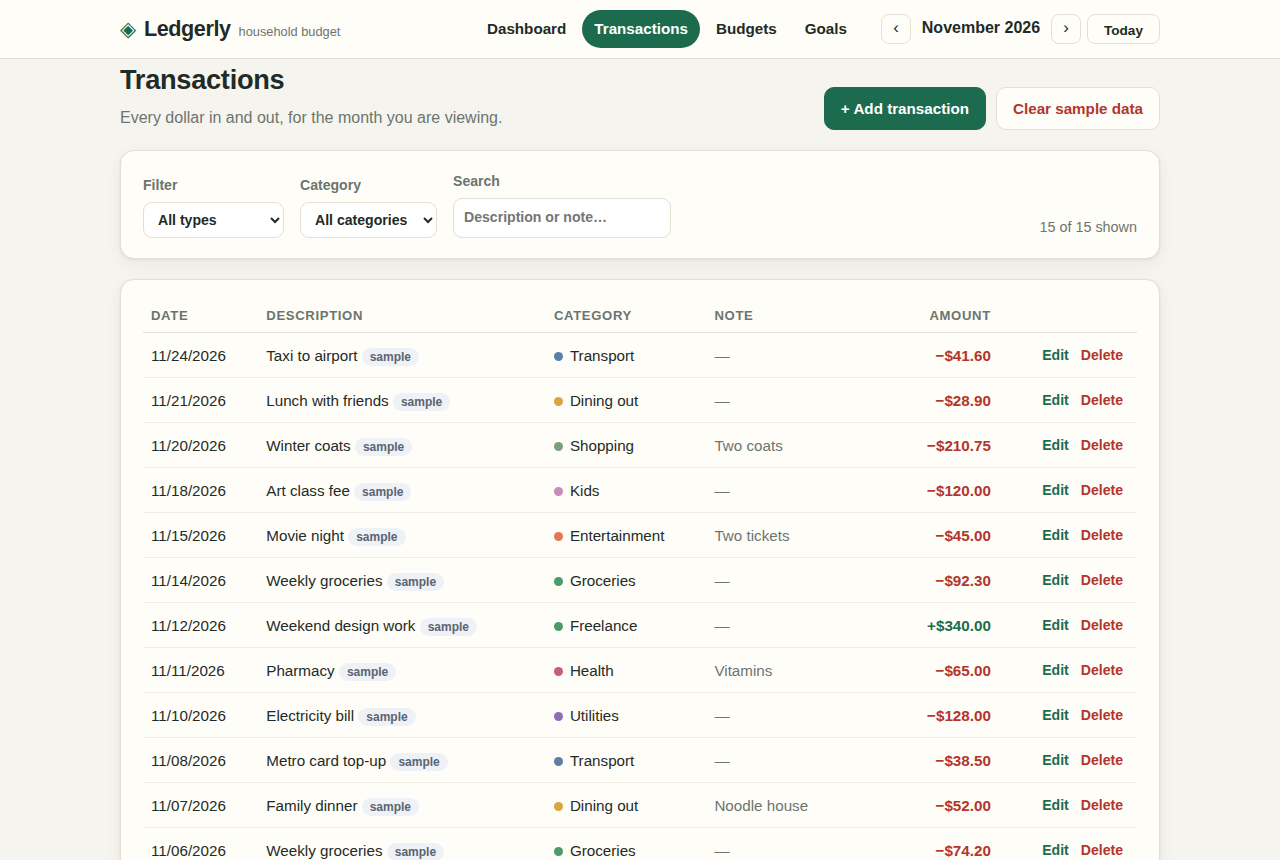 ◈ Ledgerly household budget Dashboard Transactions Budgets Goals ‹ November 2026 › Today
Transactions
Every dollar in and out, for the month you are viewing.
+ Add transaction Clear sample data
Filter Category Search
All types All categories Description or note…
15 of 15 shown
DATE DESCRIPTION CATEGORY NOTE AMOUNT
11/24/2026 Taxi to airport sample Transport — −$41.60 Edit Delete
11/21/2026 Lunch with friends sample Dining out — −$28.90 Edit Delete
11/20/2026 Winter coats sample Shopping Two coats −$210.75 Edit Delete
11/18/2026 Art class fee sample Kids — −$120.00 Edit Delete
11/15/2026 Movie night sample Entertainment Two tickets −$45.00 Edit Delete
11/14/2026 Weekly groceries sample Groceries — −$92.30 Edit Delete
11/12/2026 Weekend design work sample Freelance — +$340.00 Edit Delete
11/11/2026 Pharmacy sample Health Vitamins −$65.00 Edit Delete
11/10/2026 Electricity bill sample Utilities — −$128.00 Edit Delete
11/08/2026 Metro card top-up sample Transport — −$38.50 Edit Delete
11/07/2026 Family dinner sample Dining out Noodle house −$52.00 Edit Delete
11/06/2026 Weekly groceries sample Groceries — −$74.20 Edit Delete